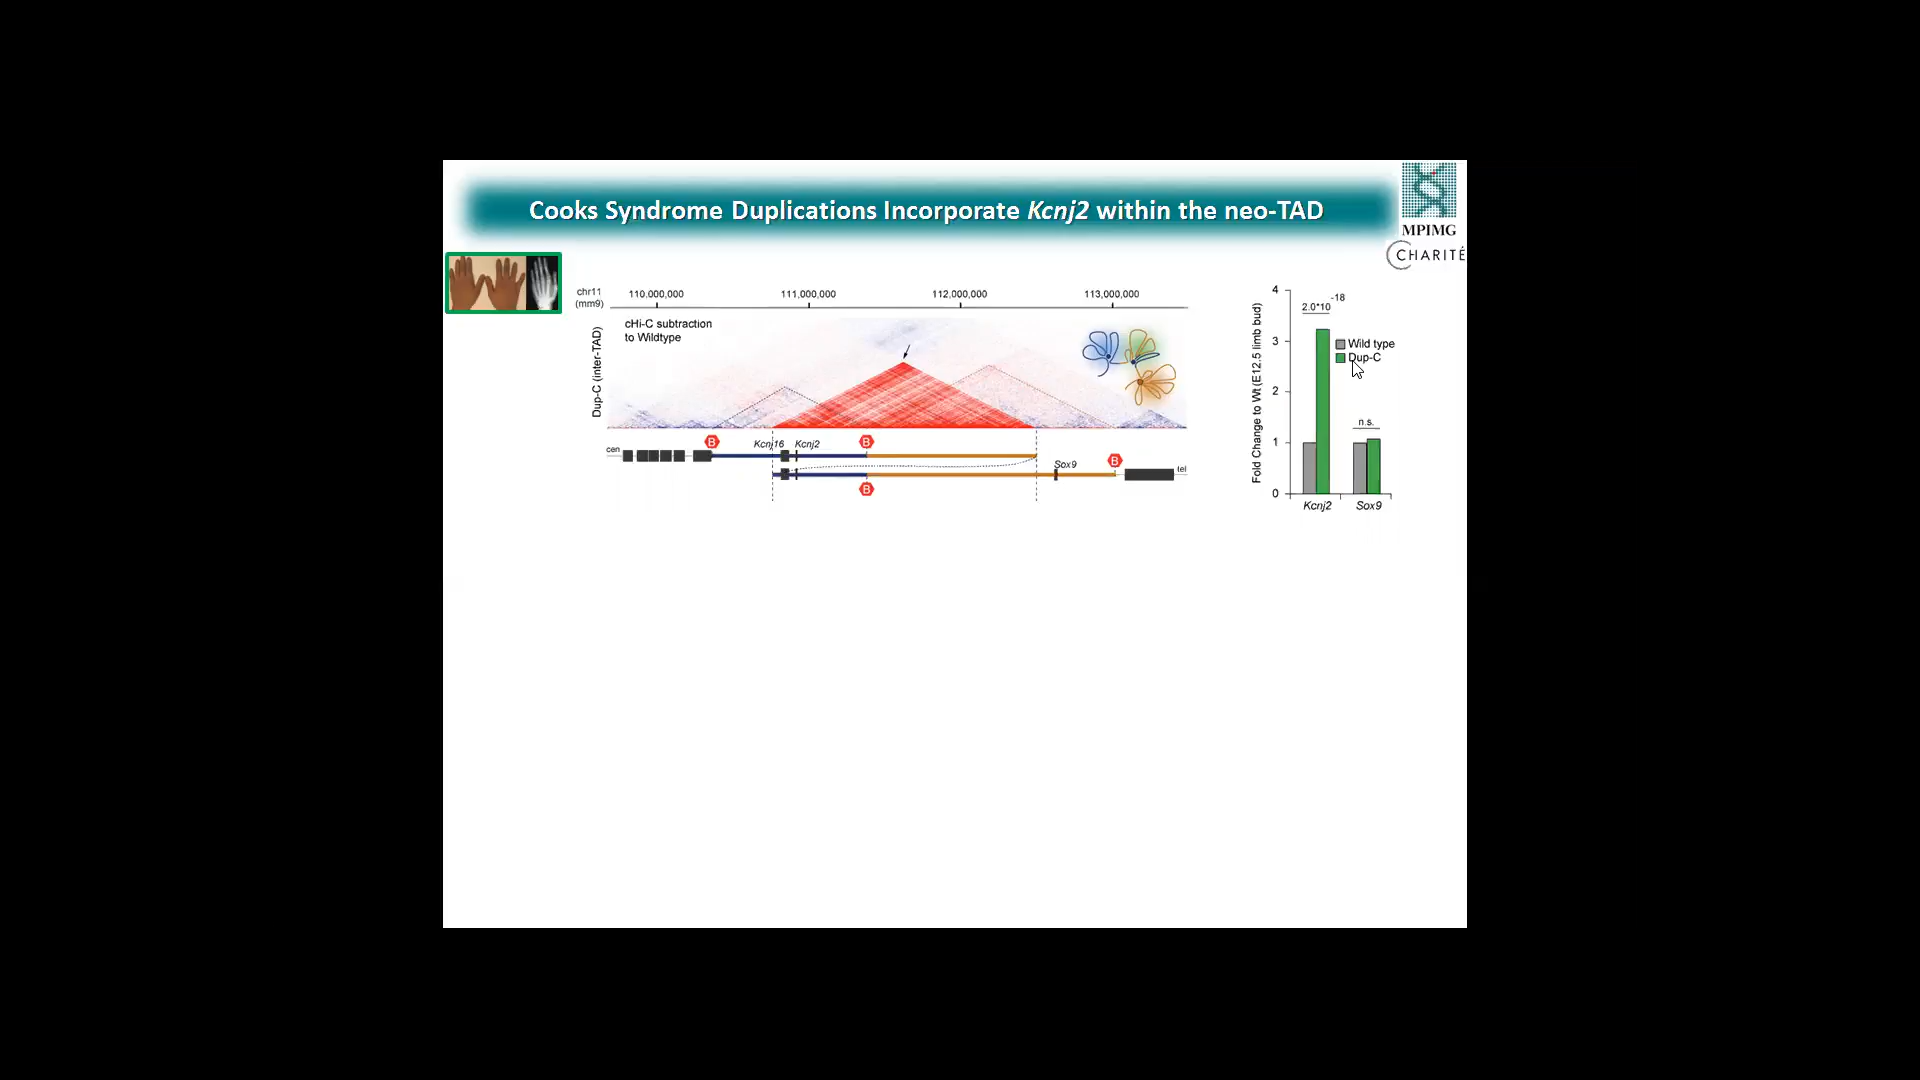 Cooks Syndrome Duplications Incorporate Kcnj2 within the neo-TAD
MPIMG
CHARITÉ
chr11
(mm9)
110,000,000
111,000,000
112,000,000
113,000,000
Dup-C (inter-TAD)
cHi-C subtraction
to Wildtype
B
B
cen
Kcnj16
Kcnj2
Sox9
B
tel
B
Fold Change to Wt (E12.5 limb bud)
4
3
2
1
0
2.0*10-18
Wild type
Dup-C
n.s.
Kcnj2
Sox9